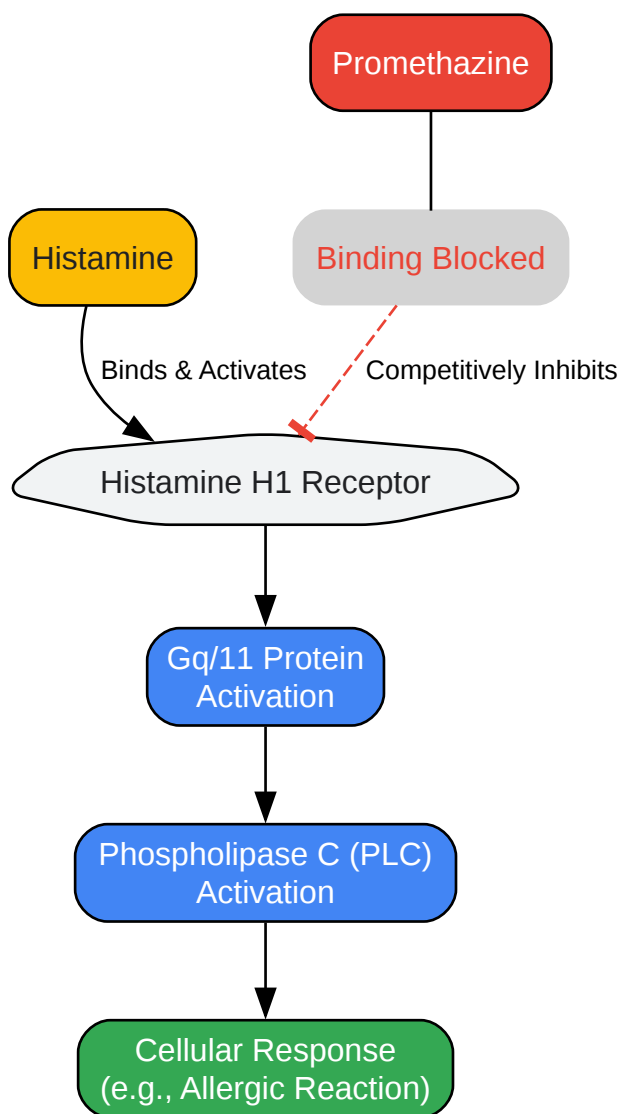 Promethazine
Histamine
Binding Blocked
Binds & Activates
Competitively Inhibits
Histamine H1 Receptor
Gq/11 Protein
Activation
Phospholipase C (PLC)
Activation
Cellular Response
(e.g., Allergic Reaction)